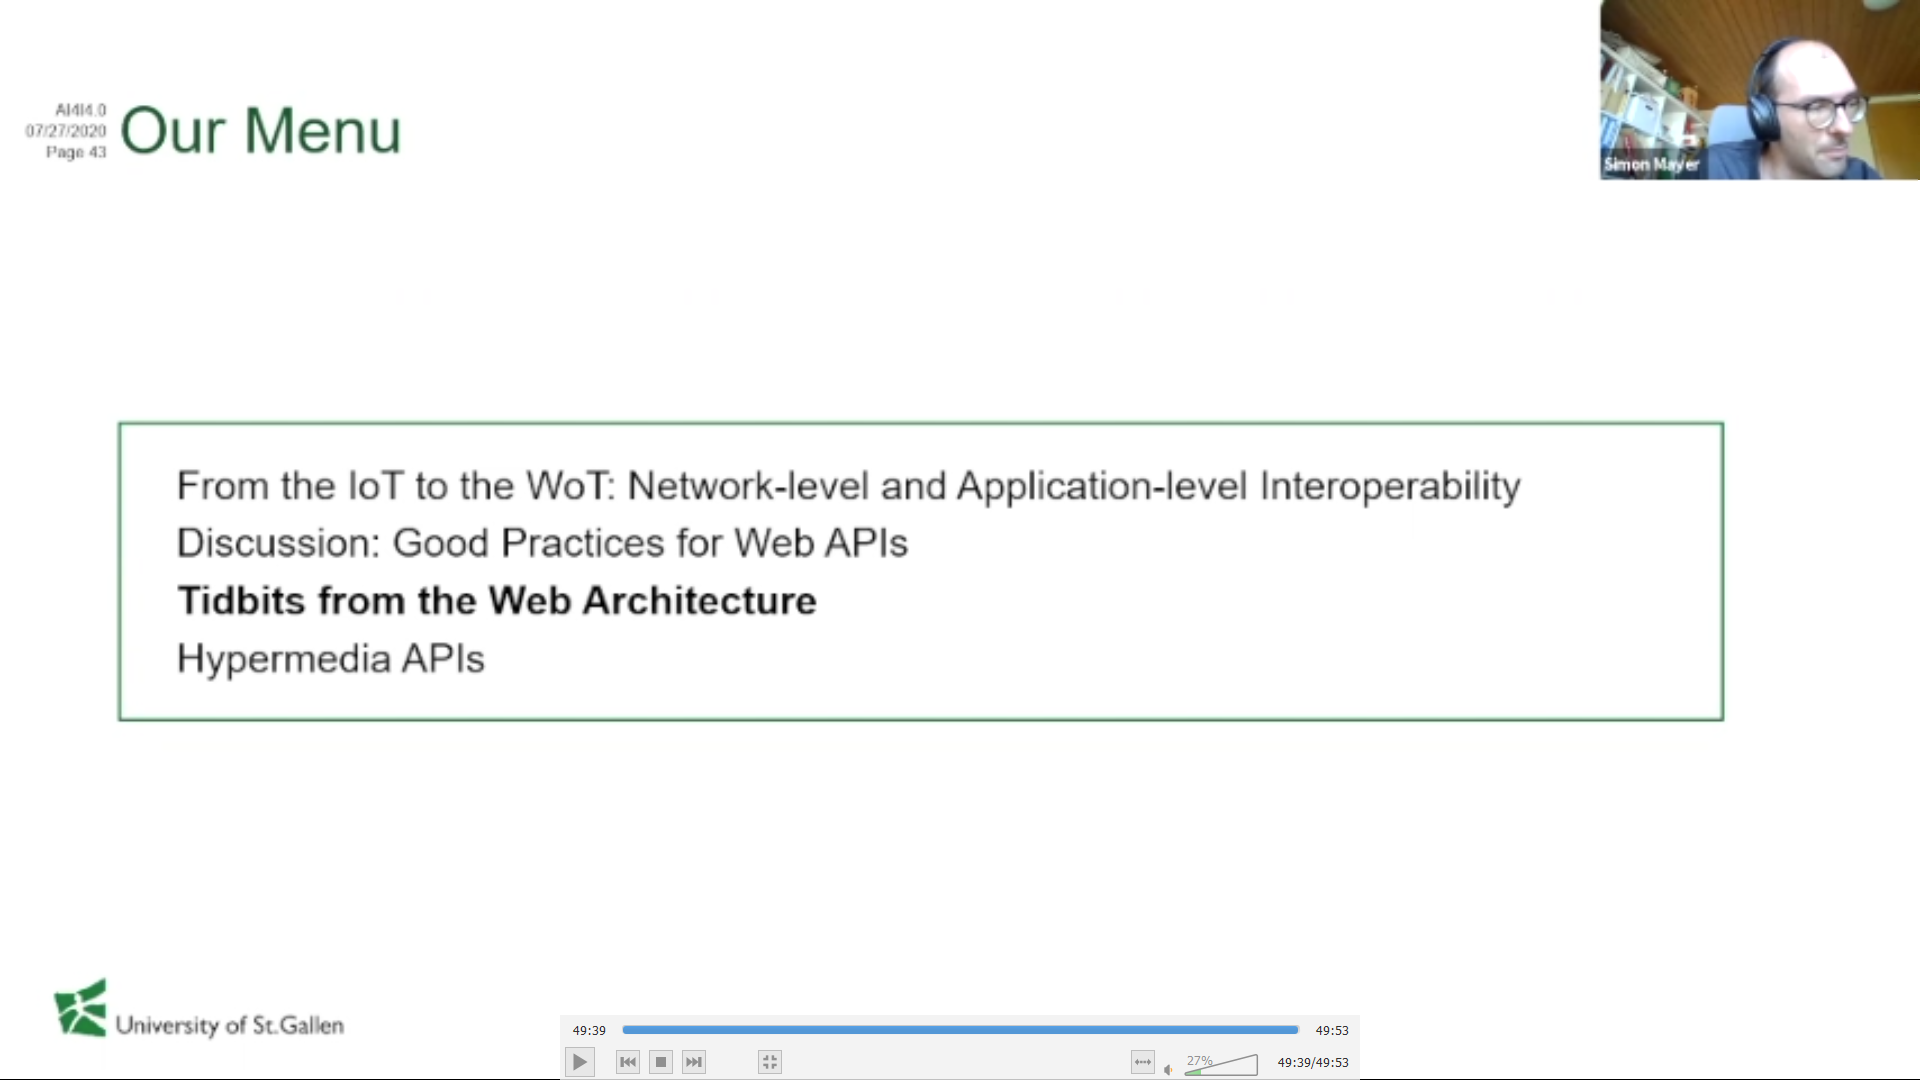 AI4I4.0
07/27/2020
Page 43
Our Menu
Simon Mayer
From the IoT to the WoT: Network-level and Application-level Interoperability
Discussion: Good Practices for Web APIs
Tidbits from the Web Architecture
Hypermedia APIs
University of St.Gallen
49:39
49:53
27%
49:39/49:53